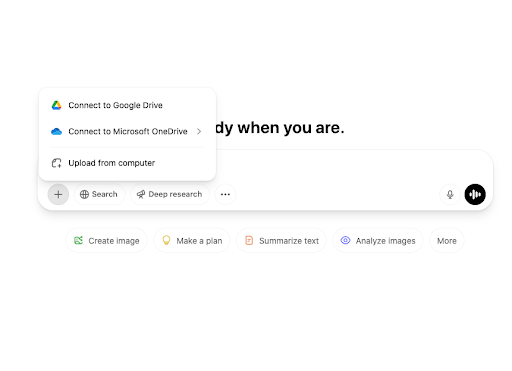 Connect to Google Drive
Connect to Microsoft OneDrive
Upload from computer
when you are.
Search
Deep research
Create image
Make a plan
Summarize text
Analyze images
More